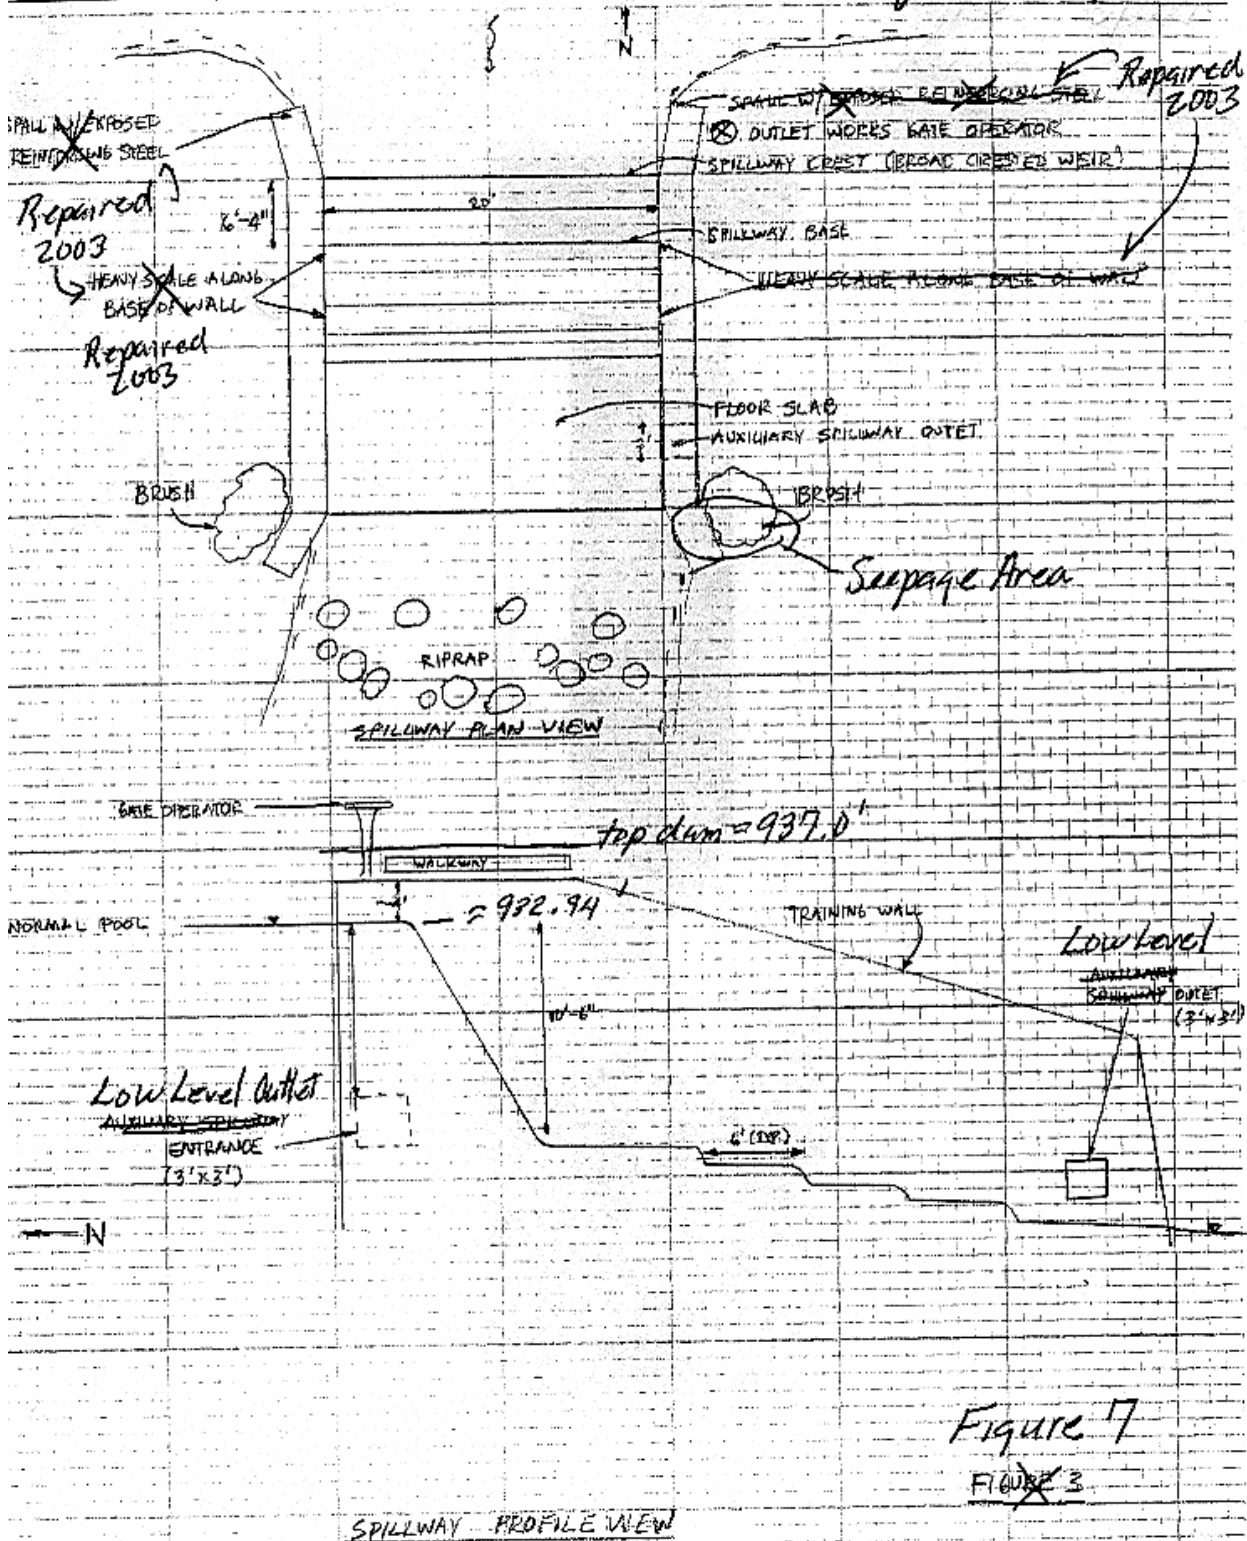 N
SPALL W/ EXPOSED
REINFORCING STEEL
Repaired
2003
SPALL W/ EXPOSED REINFORCING STEEL
Repaired
2003
OUTLET WORKS GATE OPERATOR
SPILLWAY CREST (BROAD CRESTED WEIR)
6'-4"
20'
SPILLWAY BASE
HEAVY SCALE ALONG
BASE OF WALL
HEAVY SCALE ALONG BASE OF WALL
Repaired
2003
FLOOR SLAB
AUXILIARY SPILLWAY OUTET
BRUSH
BRUSH
Seepage Area
RIPRAP
SPILLWAY PLAN VIEW
GATE OPERATOR
top dam = 937.0'
WALKWAY
= 932.94
NORMAL POOL
TRAINING WALL
Low Level
AUXILIARY
SPILLWAY OUTLET
(3'x3')
10'-6"
Low Level Outlet
AUXILIARY SPILLWAY
ENTRANCE
(3'x3')
6' (TYP.)
N
Figure 7
FIGURE 3
SPILLWAY PROFILE VIEW